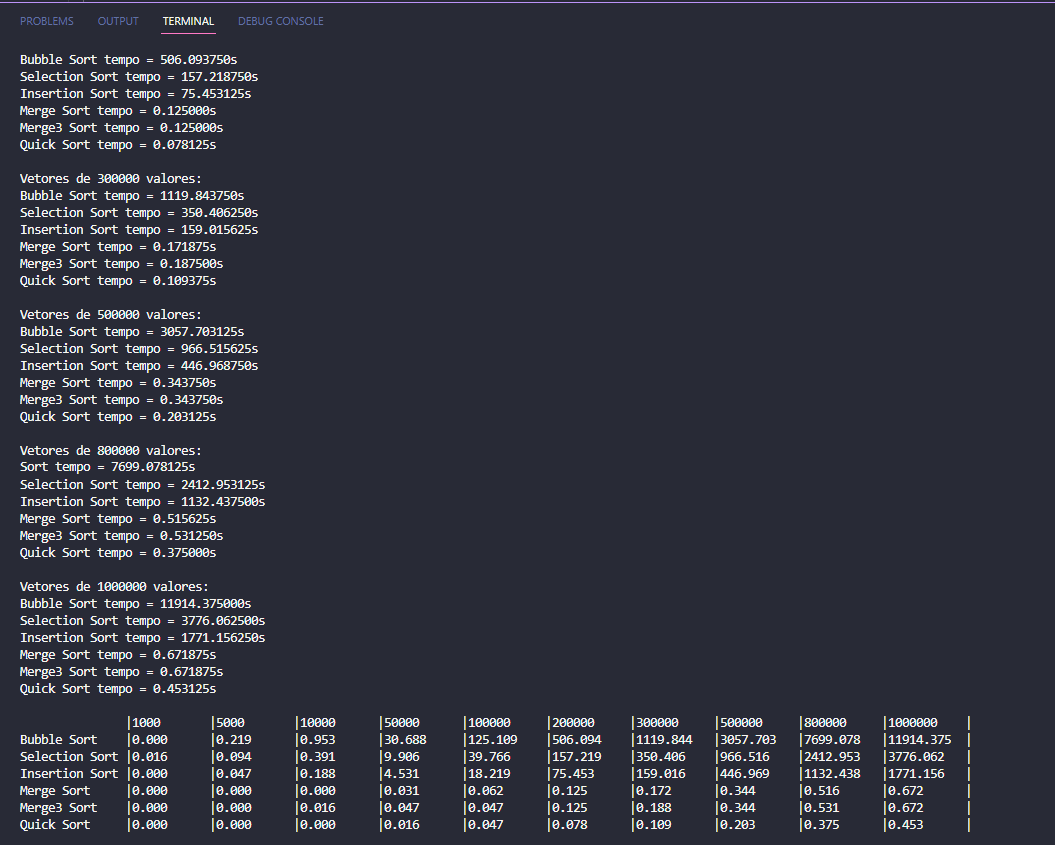 PROBLEMS OUTPUT TERMINAL DEBUG CONSOLE
Bubble Sort tempo = 506.093750s
Selection Sort tempo = 157.218750s
Insertion Sort tempo = 75.453125s
Merge Sort tempo = 0.125000s
Merge3 Sort tempo = 0.125000s
Quick Sort tempo = 0.078125s
Vetores de 300000 valores:
Bubble Sort tempo = 1119.843750s
Selection Sort tempo = 350.406250s
Insertion Sort tempo = 159.015625s
Merge Sort tempo = 0.171875s
Merge3 Sort tempo = 0.187500s
Quick Sort tempo = 0.109375s
Vetores de 500000 valores:
Bubble Sort tempo = 3057.703125s
Selection Sort tempo = 966.515625s
Insertion Sort tempo = 446.968750s
Merge Sort tempo = 0.343750s
Merge3 Sort tempo = 0.343750s
Quick Sort tempo = 0.203125s
Vetores de 800000 valores:
Sort tempo = 7699.078125s
Selection Sort tempo = 2412.953125s
Insertion Sort tempo = 1132.437500s
Merge Sort tempo = 0.515625s
Merge3 Sort tempo = 0.531250s
Quick Sort tempo = 0.375000s
Vetores de 1000000 valores:
Bubble Sort tempo = 11914.375000s
Selection Sort tempo = 3776.062500s
Insertion Sort tempo = 1771.156250s
Merge Sort tempo = 0.671875s
Merge3 Sort tempo = 0.671875s
Quick Sort tempo = 0.453125s
|1000 |5000 |10000 |50000 |100000 |200000 |300000 |500000 |800000 |1000000 |
Bubble Sort |0.000 |0.219 |0.953 |30.688 |125.109 |506.094 |1119.844 |3057.703 |7699.078 |11914.375 |
Selection Sort |0.016 |0.094 |0.391 |9.906 |39.766 |157.219 |350.406 |966.516 |2412.953 |3776.062 |
Insertion Sort |0.000 |0.047 |0.188 |4.531 |18.219 |75.453 |159.016 |446.969 |1132.438 |1771.156 |
Merge Sort |0.000 |0.000 |0.000 |0.031 |0.062 |0.125 |0.172 |0.344 |0.516 |0.672 |
Merge3 Sort |0.000 |0.000 |0.016 |0.047 |0.047 |0.125 |0.188 |0.344 |0.531 |0.672 |
Quick Sort |0.000 |0.000 |0.000 |0.016 |0.047 |0.078 |0.109 |0.203 |0.375 |0.453 |